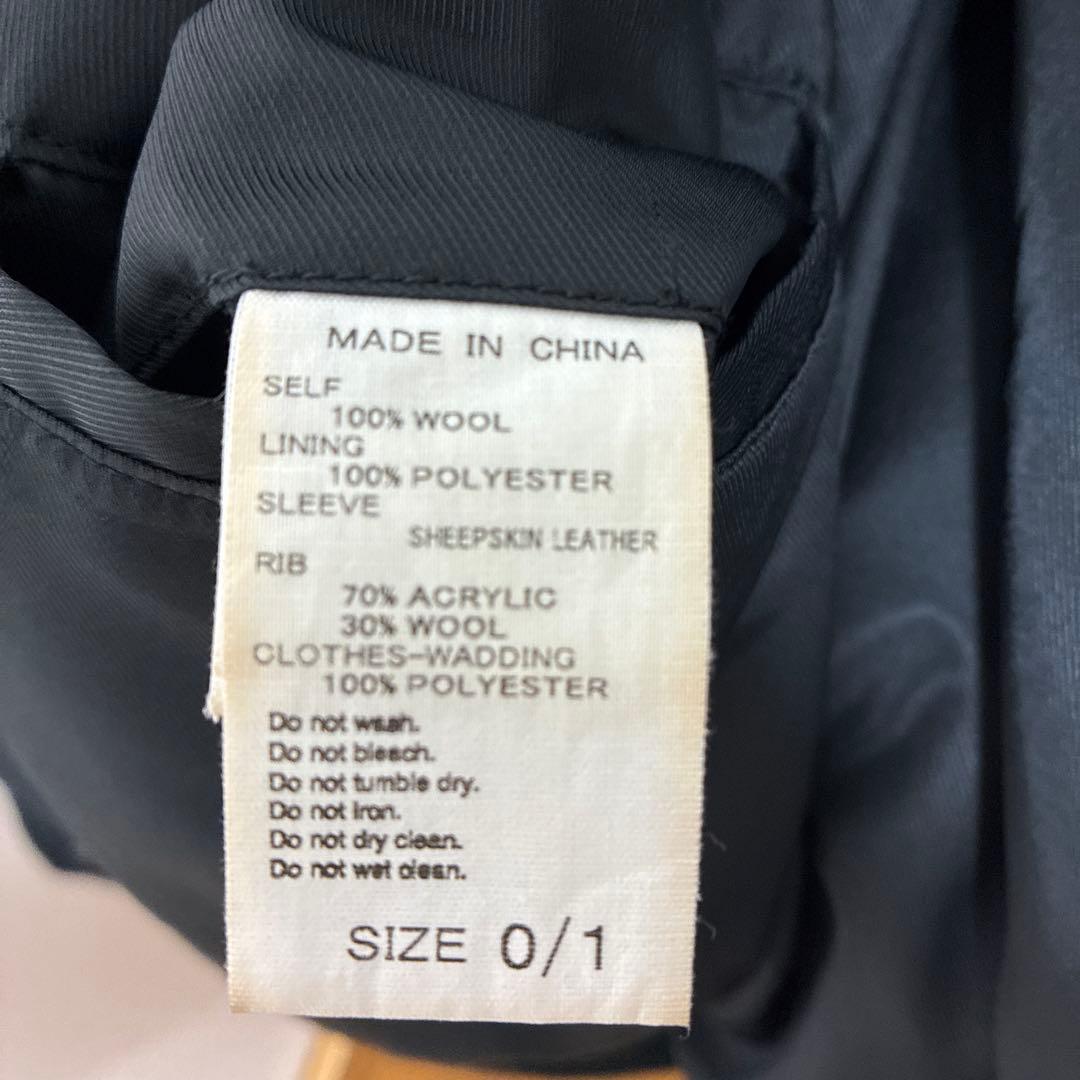 MADE IN CHINA
SELF
100% WOOL
LINING
100% POLYESTER
SLEEVE
SHEEPSKIN LEATHER
RIB
70% ACRYLIC
30% WOOL
CLOTHES-WADDING
100% POLYESTER
Do not wash.
Do not bleach.
Do not tumble dry.
Do not iron.
Do not dry clean.
Do not wet clean.
SIZE 0/1